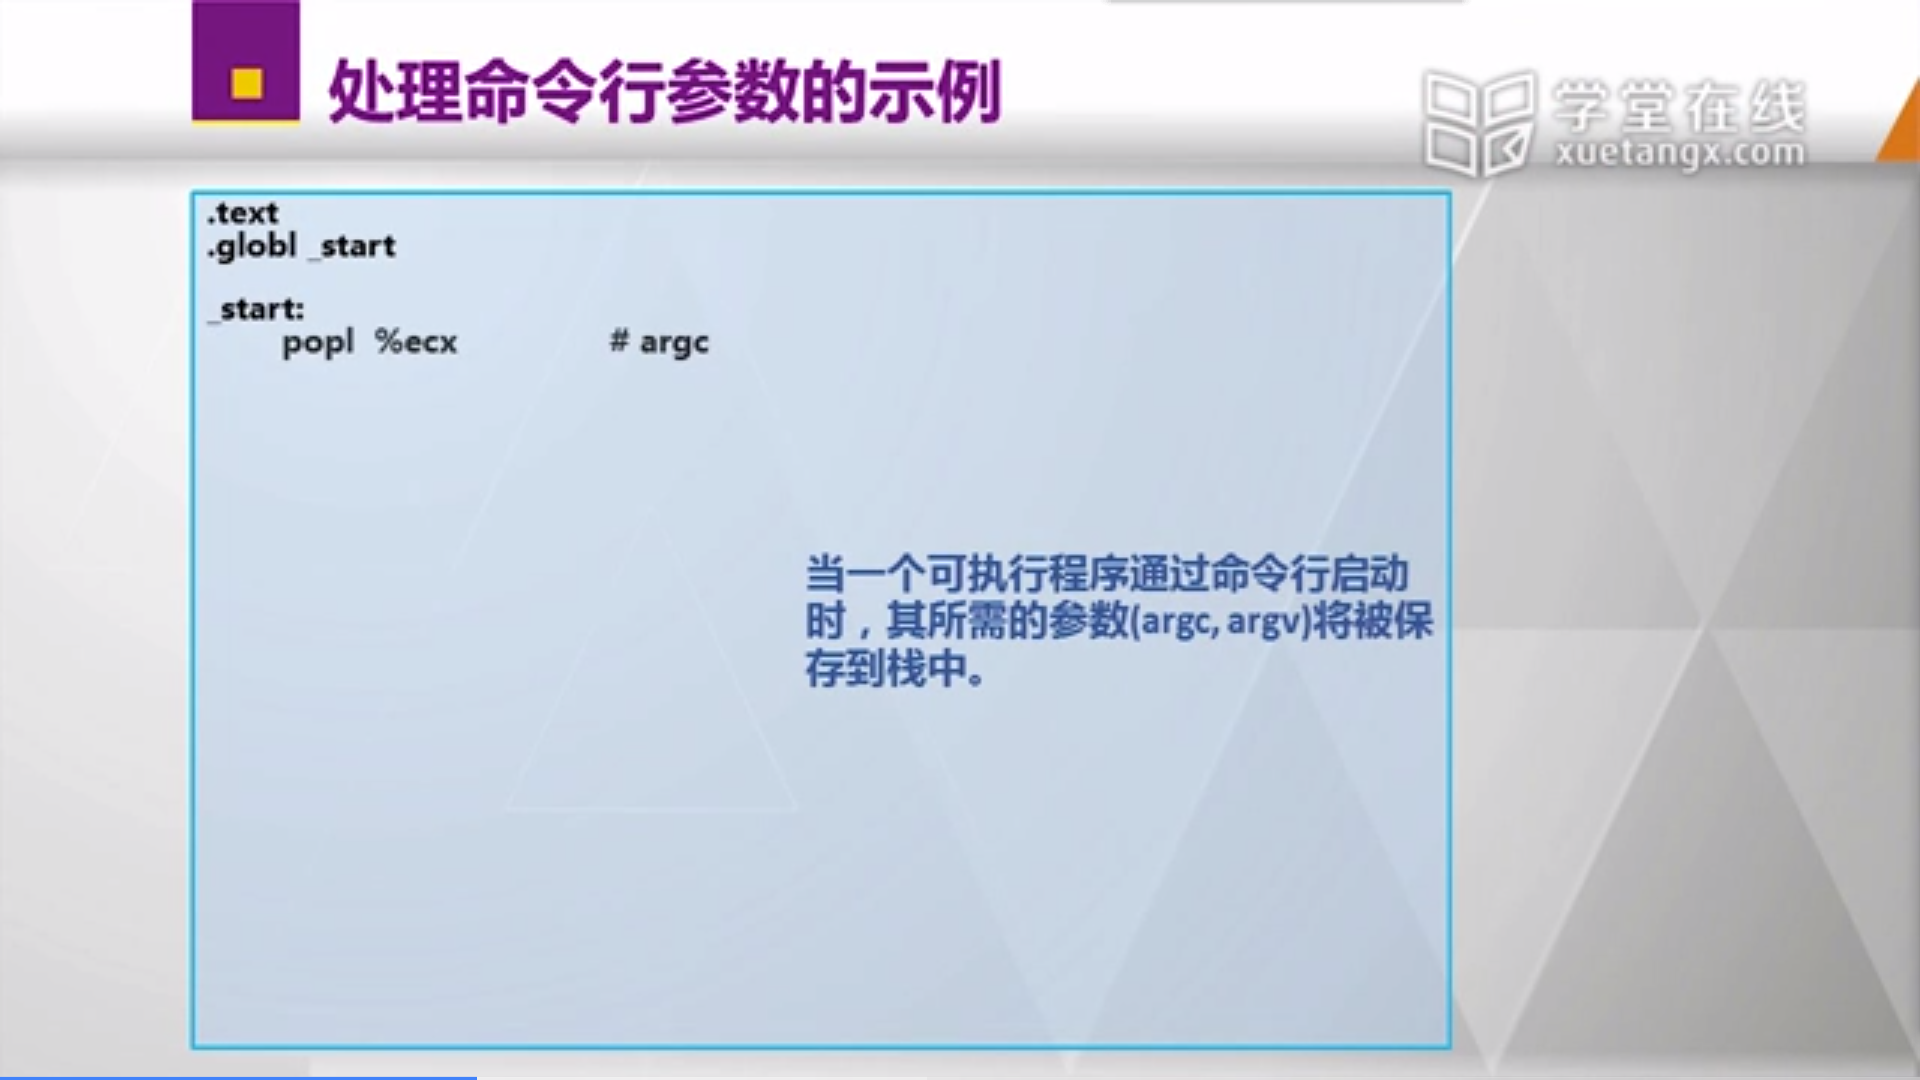 处理命令行参数的示例
学堂在线
xuetangx.com
.text
.globl _start
_start:
popl %ecx # argc
当一个可执行程序通过命令行启动
时，其所需的参数(argc, argv)将被保
存到栈中。